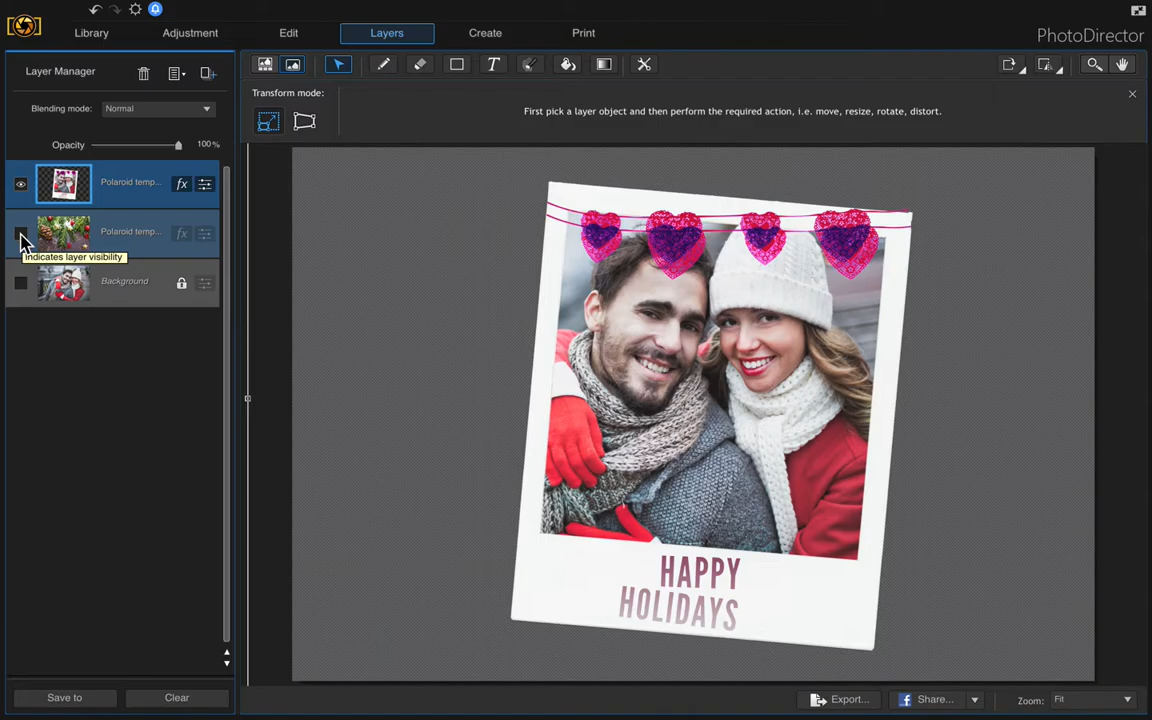 Library
Adjustment
Edit
Layers
Create
Print
PhotoDirector
Layer Manager
Blending mode: Normal
Opacity 100%
Polaroid temp... fx
Polaroid temp... fx
Indicates layer visibility
Background
Save to
Clear
T
Transform mode:
First pick a layer object and then perform the required action, i.e. move, resize, rotate, distort.
HAPPY
HOLIDAYS
Export...
Share...
Zoom: Fit